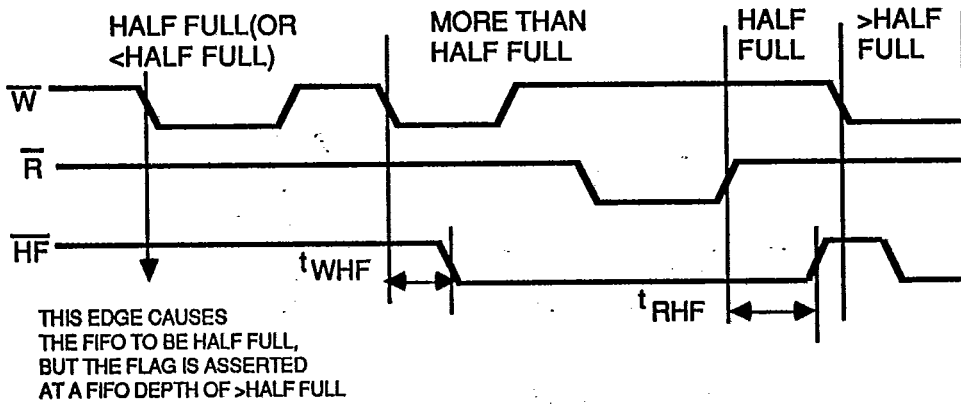 HALF FULL(OR
<HALF FULL)
MORE THAN
HALF FULL
HALF
FULL
>HALF
FULL
W̅
R̅
H̅F̅
tWHF
tRHF
THIS EDGE CAUSES
THE FIFO TO BE HALF FULL,
BUT THE FLAG IS ASSERTED
AT A FIFO DEPTH OF >HALF FULL